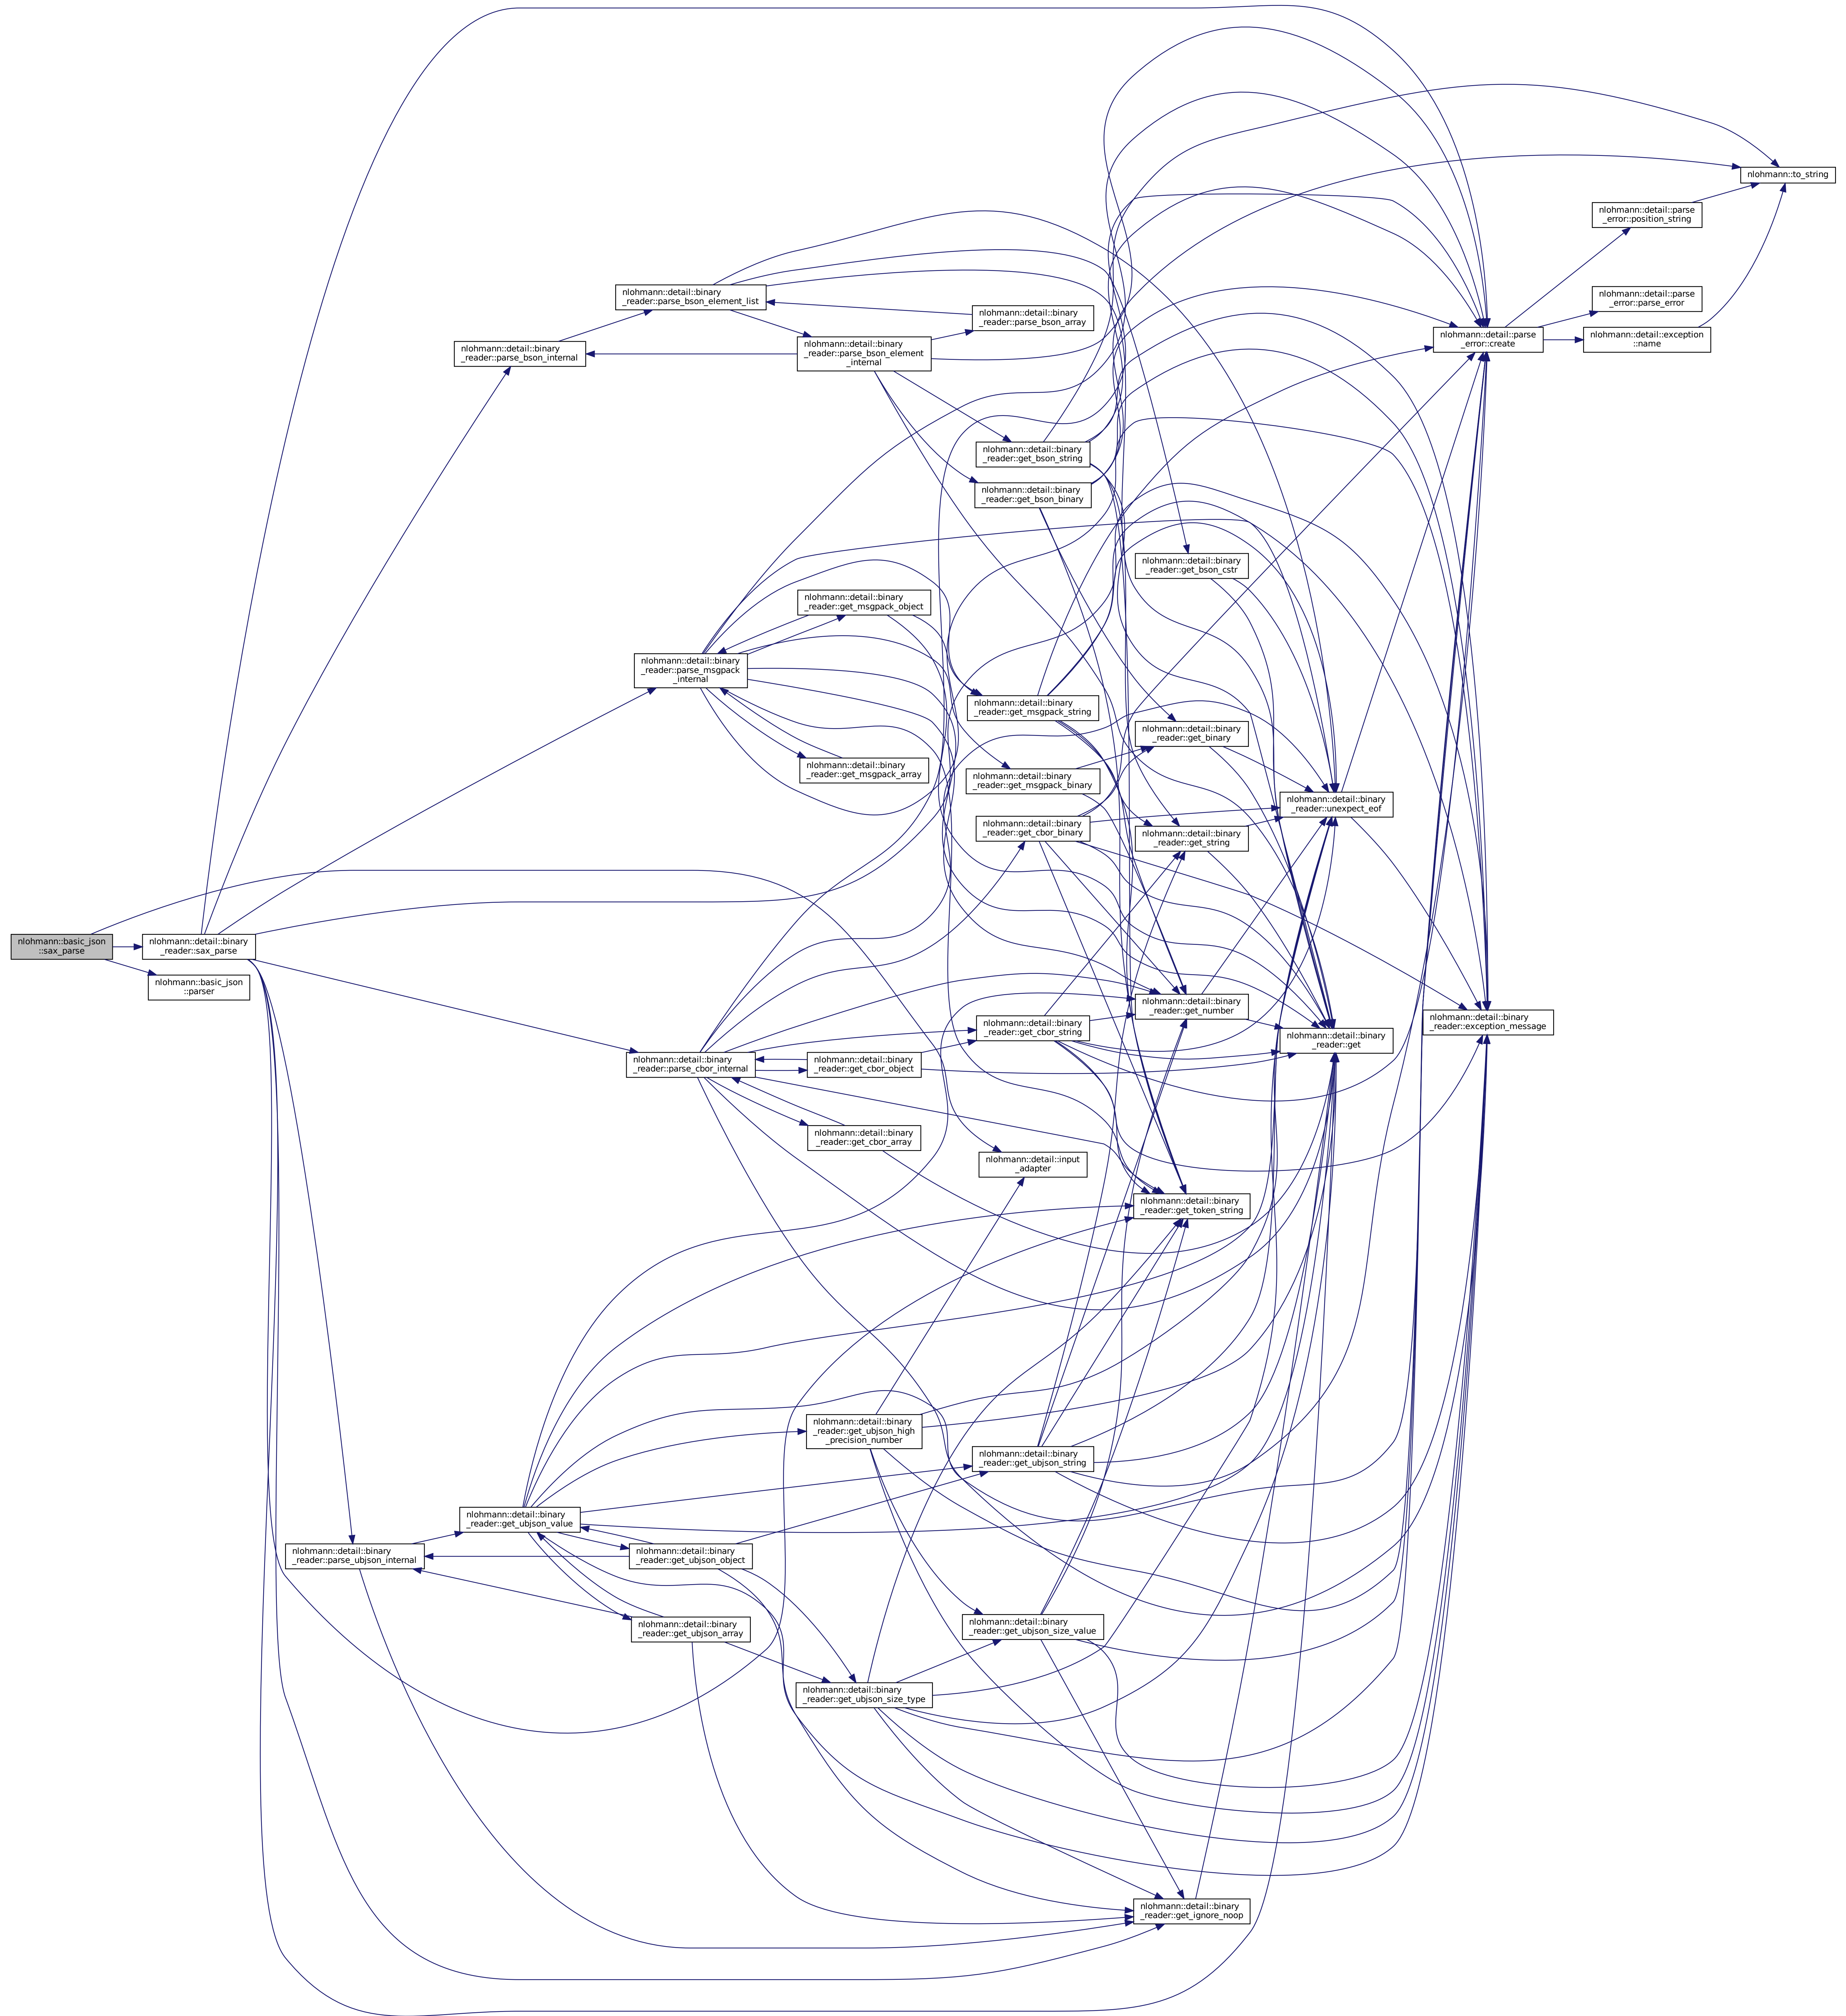 nlohmann::to_string
nlohmann::detail::parse
_error::position_string
nlohmann::detail::parse
_error::parse_error
nlohmann::detail::binary
_reader::parse_bson_element_list
nlohmann::detail::binary
_reader::parse_bson_array
nlohmann::detail::parse
_error::create
nlohmann::detail::exception
::name
nlohmann::detail::binary
_reader::parse_bson_internal
nlohmann::detail::binary
_reader::parse_bson_element
_internal
nlohmann::detail::binary
_reader::get_bson_string
nlohmann::detail::binary
_reader::get_bson_binary
nlohmann::detail::binary
_reader::get_bson_cstr
nlohmann::detail::binary
_reader::get_msgpack_object
nlohmann::detail::binary
_reader::parse_msgpack
_internal
nlohmann::detail::binary
_reader::get_msgpack_string
nlohmann::detail::binary
_reader::get_binary
nlohmann::detail::binary
_reader::get_msgpack_array
nlohmann::detail::binary
_reader::get_msgpack_binary
nlohmann::detail::binary
_reader::unexpect_eof
nlohmann::detail::binary
_reader::get_cbor_binary
nlohmann::detail::binary
_reader::get_string
nlohmann::basic_json
::sax_parse
nlohmann::detail::binary
_reader::sax_parse
nlohmann::basic_json
::parser
nlohmann::detail::binary
_reader::get_number
nlohmann::detail::binary
_reader::get_cbor_string
nlohmann::detail::binary
_reader::get
nlohmann::detail::binary
_reader::exception_message
nlohmann::detail::binary
_reader::parse_cbor_internal
nlohmann::detail::binary
_reader::get_cbor_object
nlohmann::detail::binary
_reader::get_cbor_array
nlohmann::detail::input
_adapter
nlohmann::detail::binary
_reader::get_token_string
nlohmann::detail::binary
_reader::get_ubjson_high
_precision_number
nlohmann::detail::binary
_reader::get_ubjson_string
nlohmann::detail::binary
_reader::get_ubjson_value
nlohmann::detail::binary
_reader::parse_ubjson_internal
nlohmann::detail::binary
_reader::get_ubjson_object
nlohmann::detail::binary
_reader::get_ubjson_array
nlohmann::detail::binary
_reader::get_ubjson_size_value
nlohmann::detail::binary
_reader::get_ubjson_size_type
nlohmann::detail::binary
_reader::get_ignore_noop